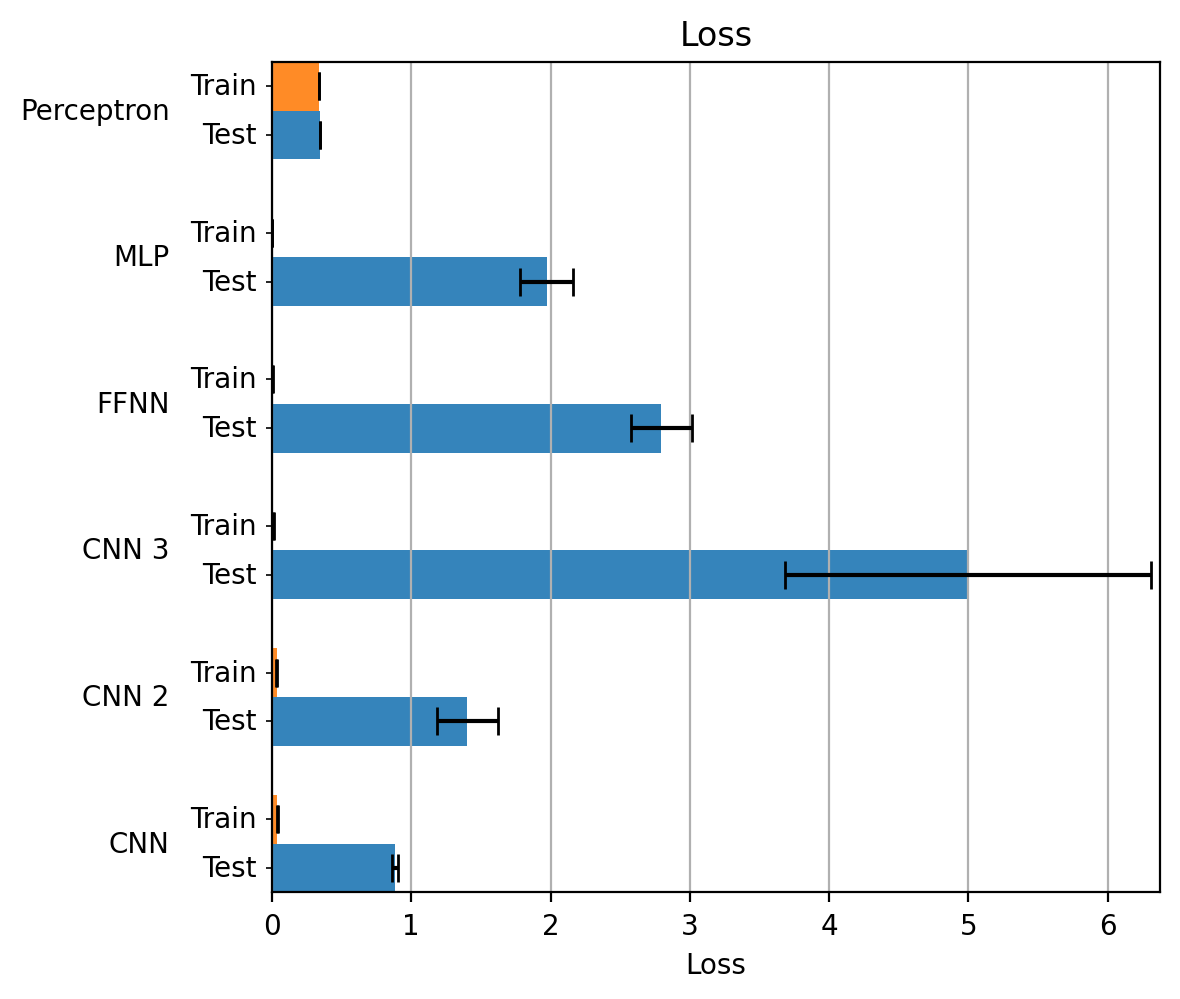 Loss
Train
Perceptron
Test
Train
MLP
Test
Train
FFNN
Test
Train
CNN 3
Test
Train
CNN 2
Test
Train
CNN
Test
0 1 2 3 4 5 6
Loss